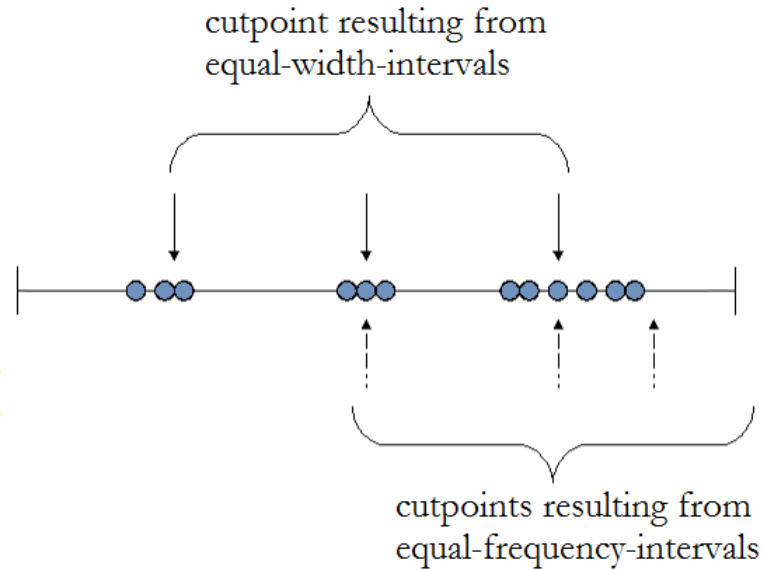 cutpoint resulting from
equal-width-intervals
cutpoints resulting from
equal-frequency-intervals